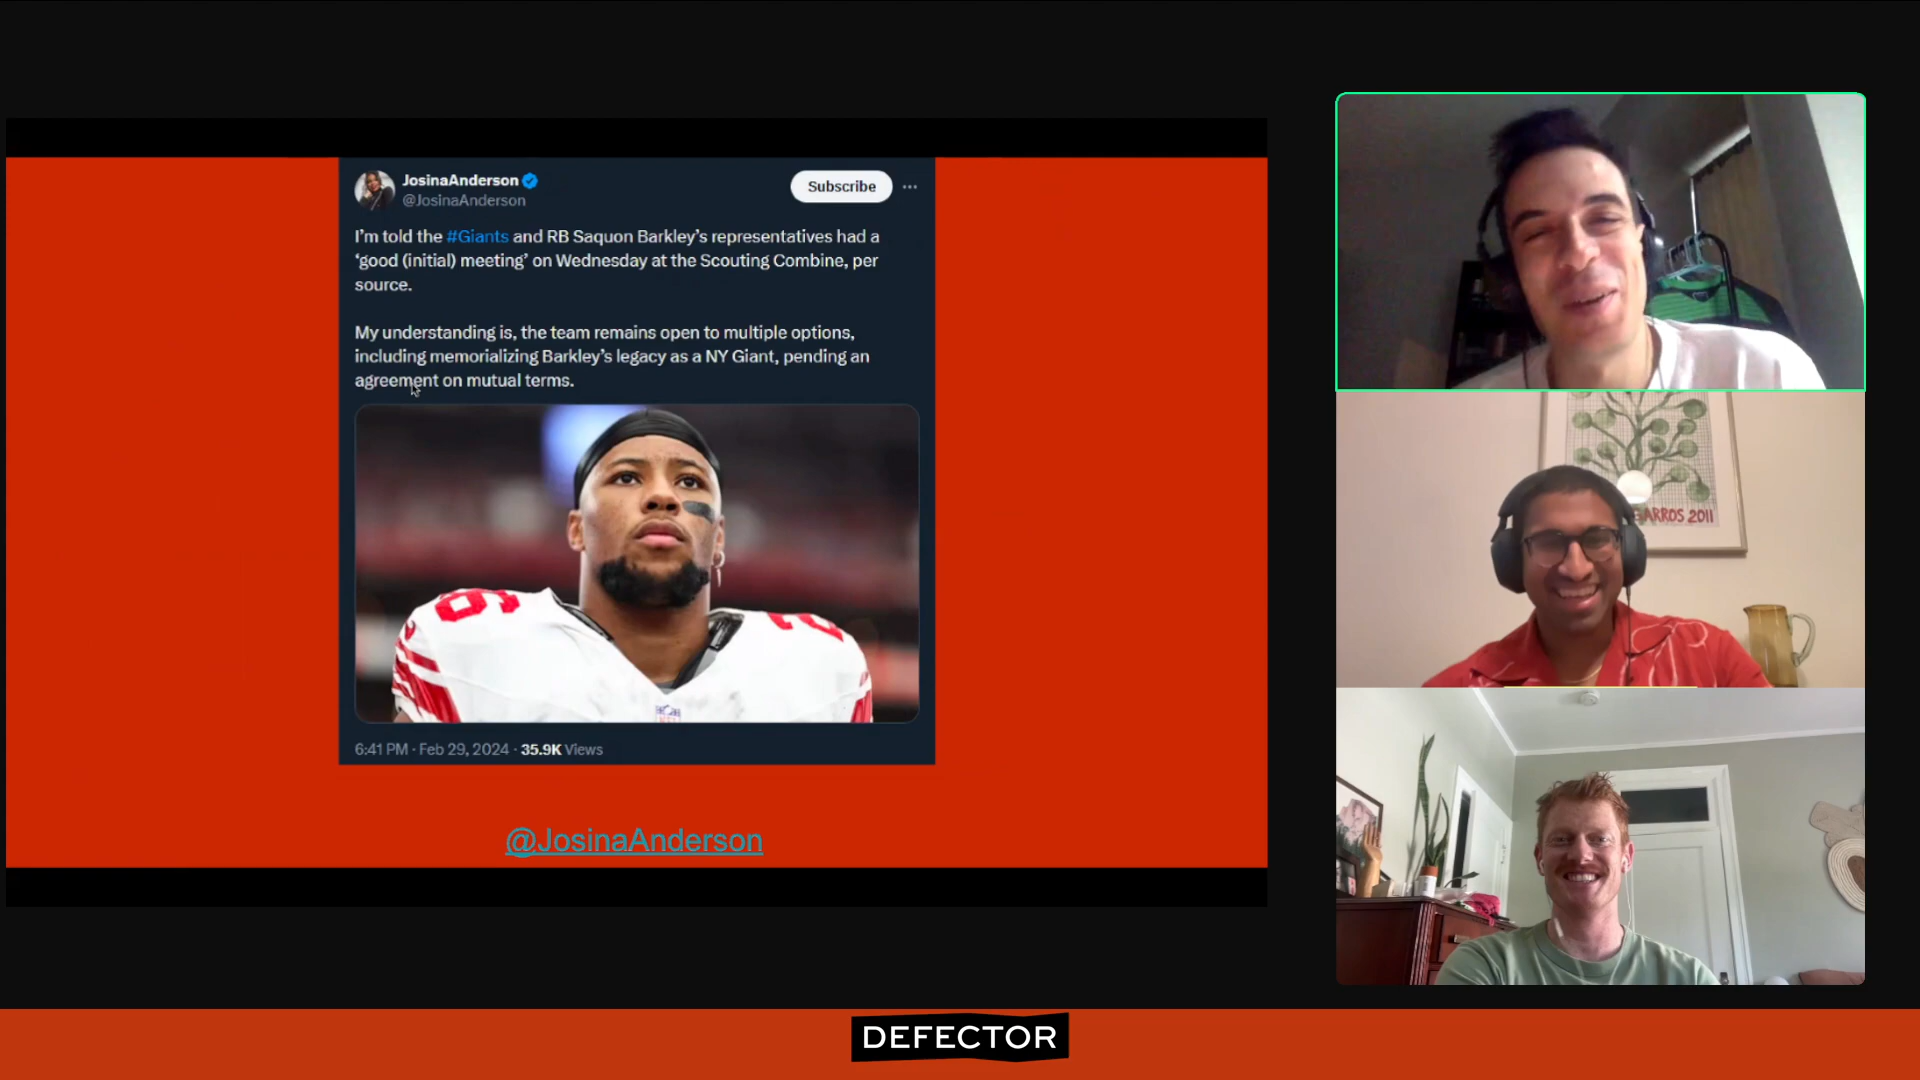 JosinaAnderson
@JosinaAnderson
Subscribe
I'm told the #Giants and RB Saquon Barkley's representatives had a
'good (initial) meeting' on Wednesday at the Scouting Combine, per
source.
My understanding is, the team remains open to multiple options,
including memorializing Barkley's legacy as a NY Giant, pending an
agreement on mutual terms.
6:41 PM · Feb 29, 2024 · 35.9K Views
@JosinaAnderson
GARROS 2011
DEFECTOR